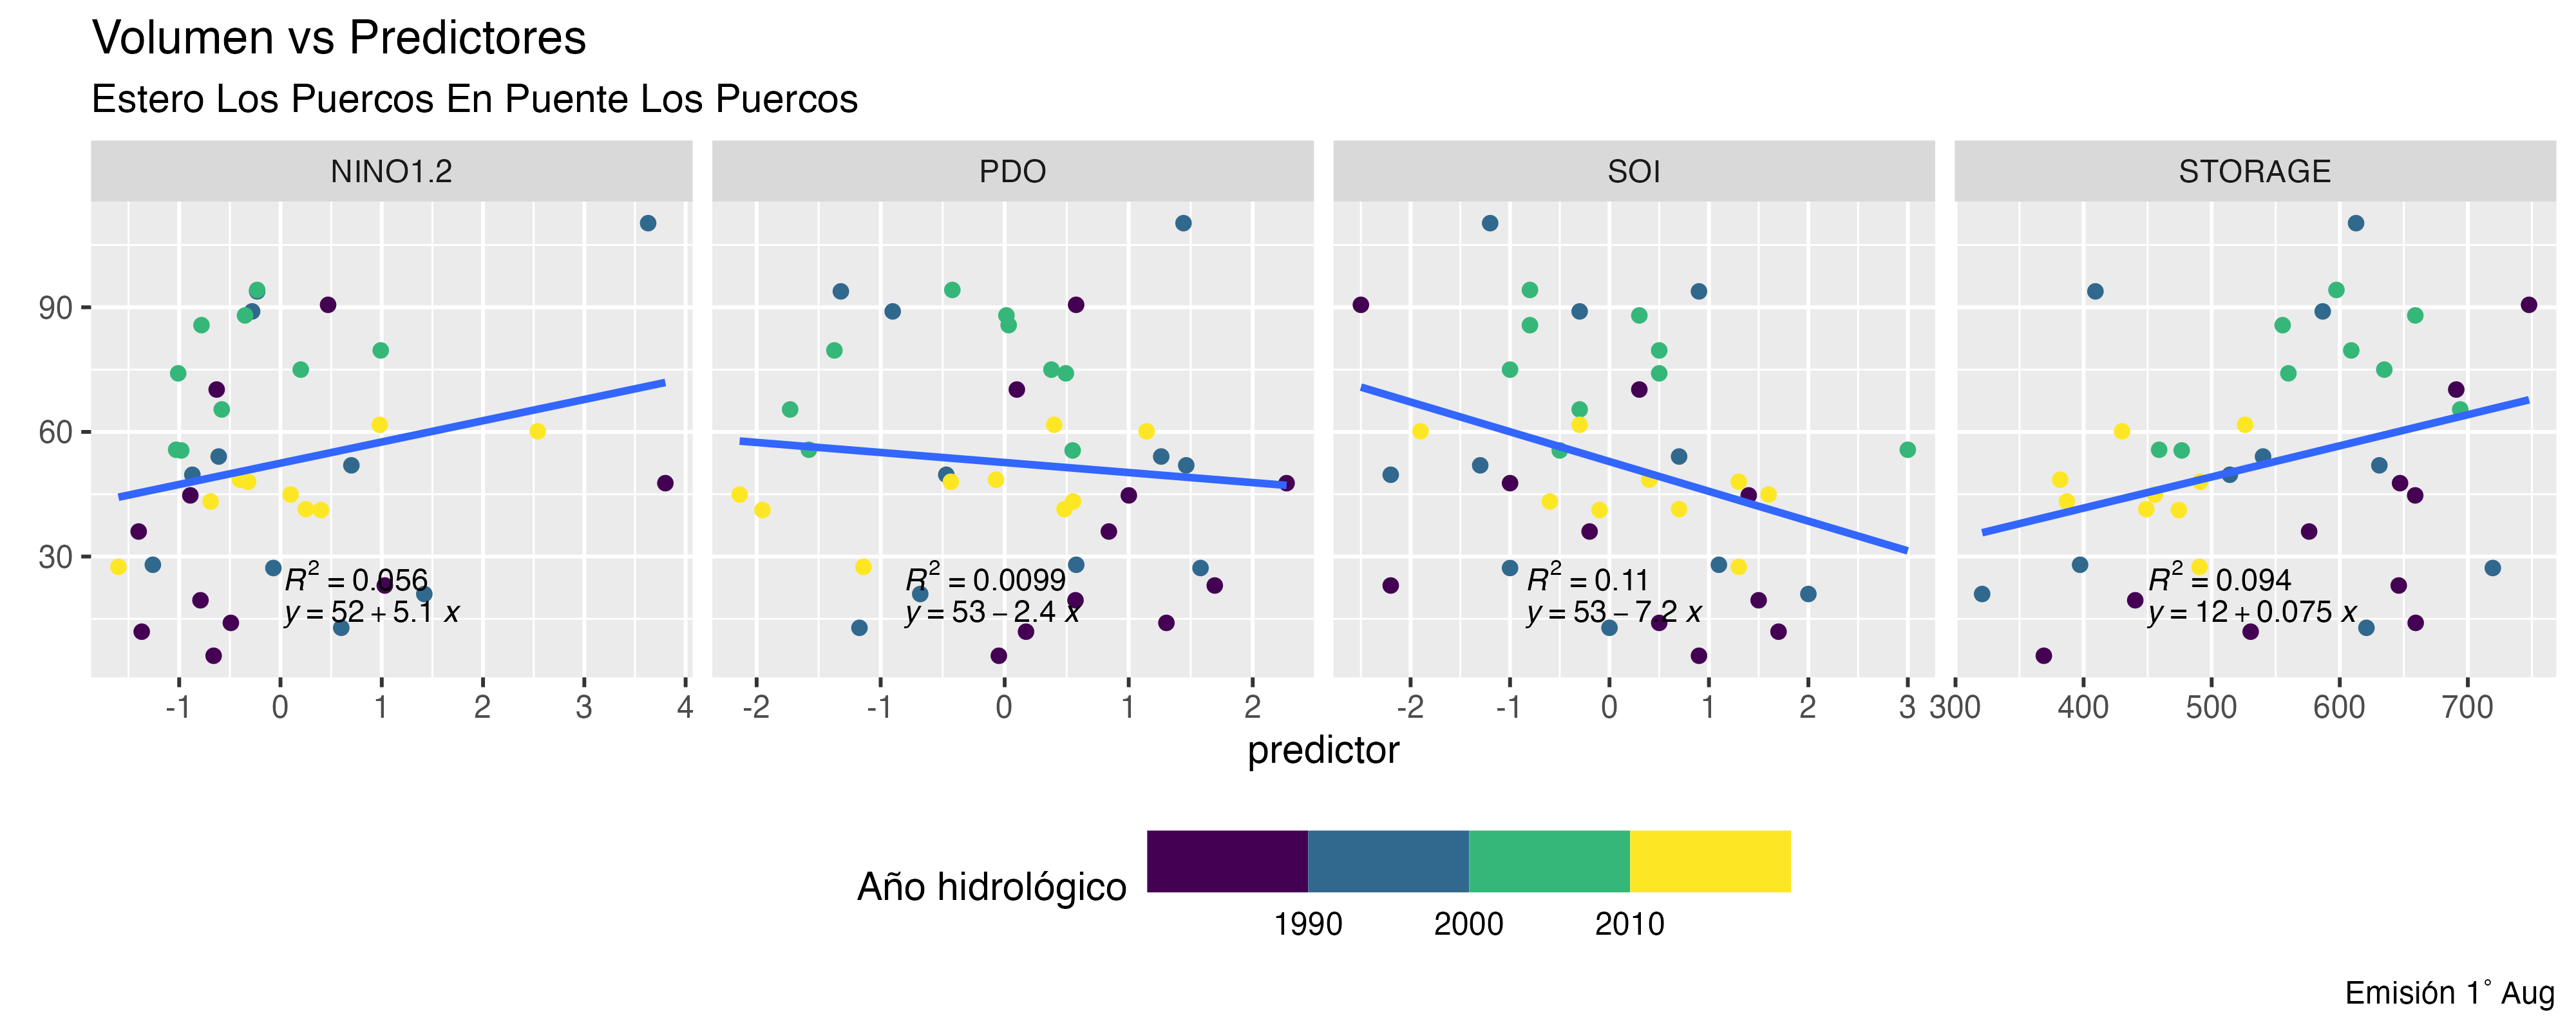 Volumen vs Predictores
Estero Los Puercos En Puente Los Puercos
NINO1.2 PDO SOI STORAGE
90
60
30
R² = 0.056
y = 52 + 5.1 x
R² = 0.0099
y = 53 − 2.4 x
R² = 0.11
y = 53 − 7.2 x
R² = 0.094
y = 12 + 0.075 x
-1 0 1 2 3 4 -2 -1 0 1 2 -2 -1 0 1 2 3 300 400 500 600 700
predictor
Año hidrológico
1990 2000 2010
Emisión 1° Aug